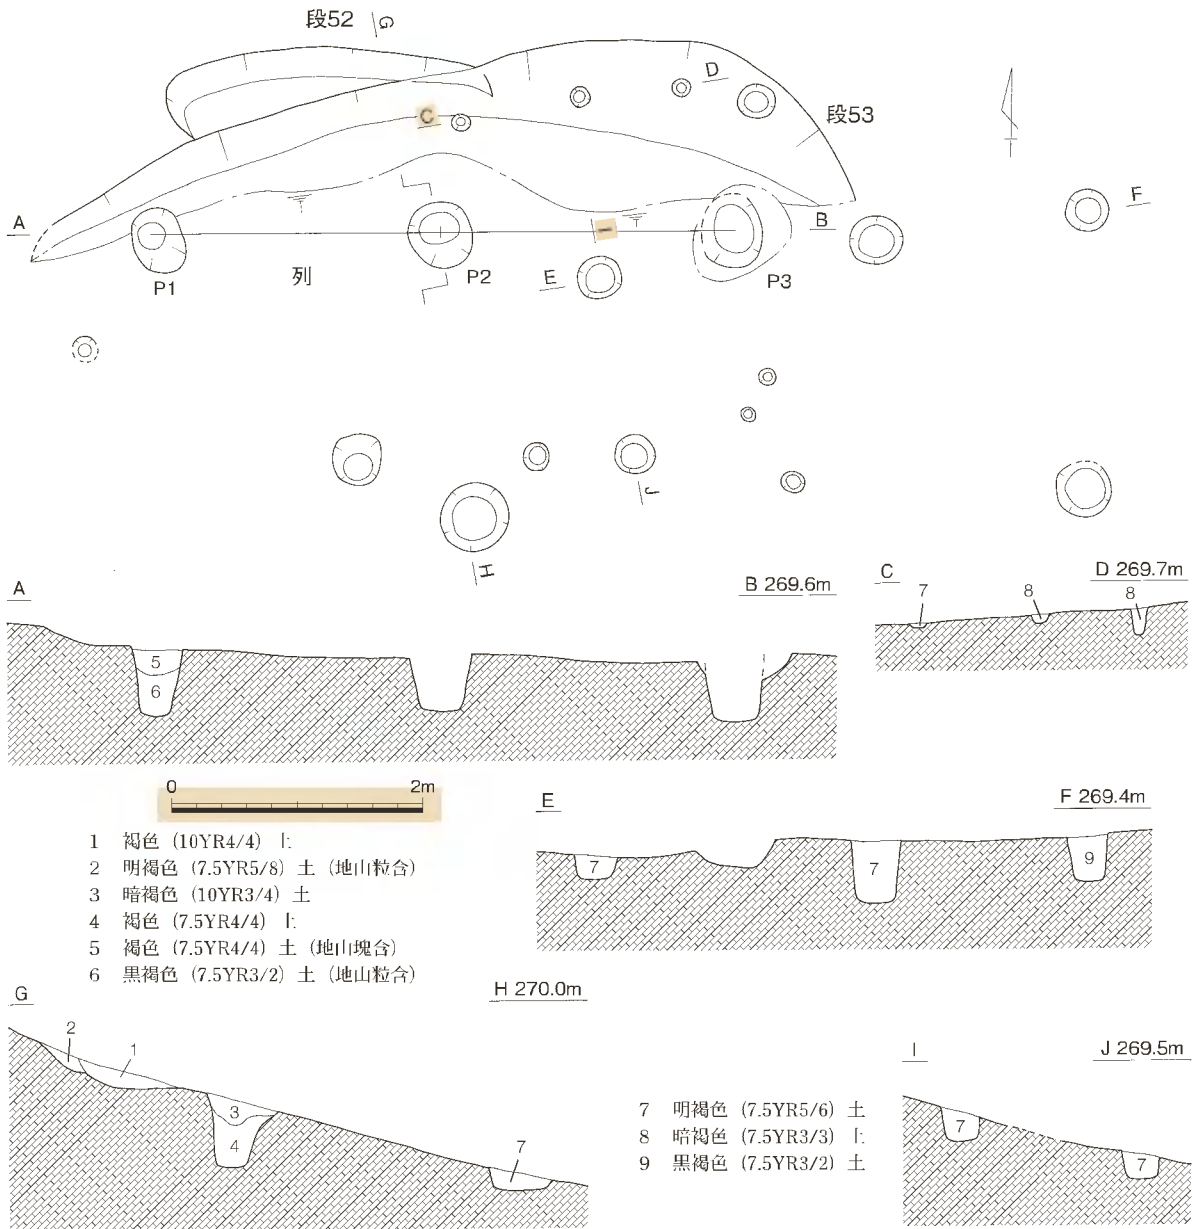 段52 G
D
C
段53
F
A
B
I
列
P1
P2
E
P3
J
H
A
B 269.6m
C
D 269.7m
7
8
8
5
6
0 2m
E
F 269.4m
1 褐色 (10YR4/4) 土
2 明褐色 (7.5YR5/8) 土 (地山粒含)
3 暗褐色 (10YR3/4) 土
4 褐色 (7.5YR4/4) 土
5 褐色 (7.5YR4/4) 土 (地山塊含)
6 黒褐色 (7.5YR3/2) 土 (地山粒含)
7
7
9
G
H 270.0m
2
1
3
4
7
I
J 269.5m
7 明褐色 (7.5YR5/6) 土
8 暗褐色 (7.5YR3/3) 土
9 黒褐色 (7.5YR3/2) 土
7
7